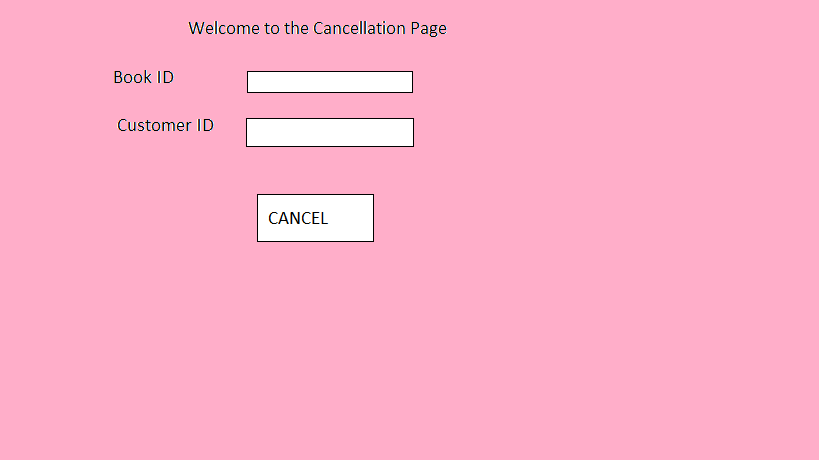 Welcome to the Cancellation Page
Book ID
Customer ID
CANCEL